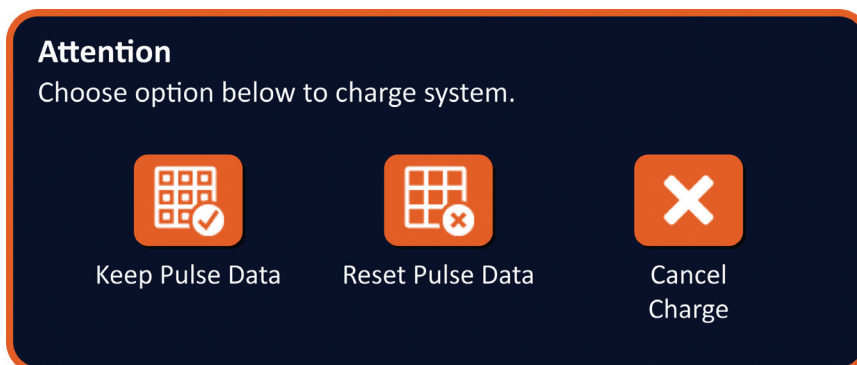 Attention
Choose option below to charge system.
Keep Pulse Data
Reset Pulse Data
Cancel
Charge